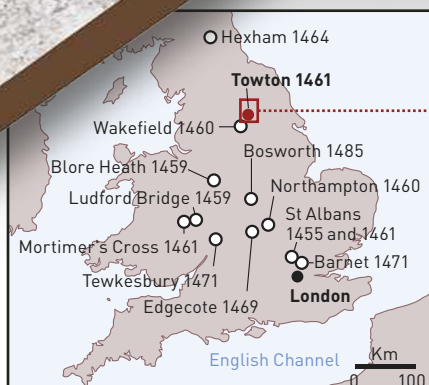 Hexham 1464
Towton 1461
Wakefield 1460
Bosworth 1485
Blore Heath 1459
Northampton 1460
Ludford Bridge 1459
St Albans
1455 and 1461
Mortimer's Cross 1461
Barnet 1471
Tewkesbury 1471
London
Edgecote 1469
English Channel
Km
0 100